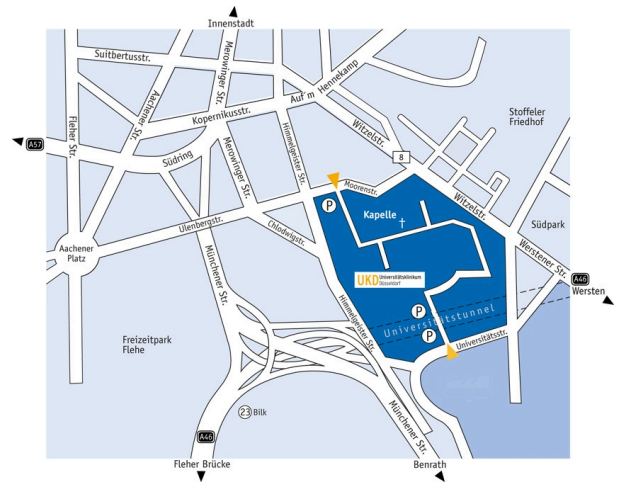 Innenstadt
Suitbertusstr.
Merowinger Str.
Auf'm Hennekamp
Aachener Str.
Kopernikusstr.
Fleher Str.
Witzelstr.
Stoffeler
Friedhof
A57
Südring
Merowinger Str.
Himmelgeister Str.
8
Moorenstr.
P
Kapelle
Witzelstr.
Ulenbergstr.
Chlodwigstr.
Südpark
Aachener
Platz
Werstener Str.
A46
Wersten
Münchener Str.
UKD Universitätsklinikum
Düsseldorf
Himmelgeister Str.
P
Universitätstunnel
P
Universitätsstr.
Freizeitpark
Flehe
23 Bilk
Münchener Str.
A46
Fleher Brücke
Benrath